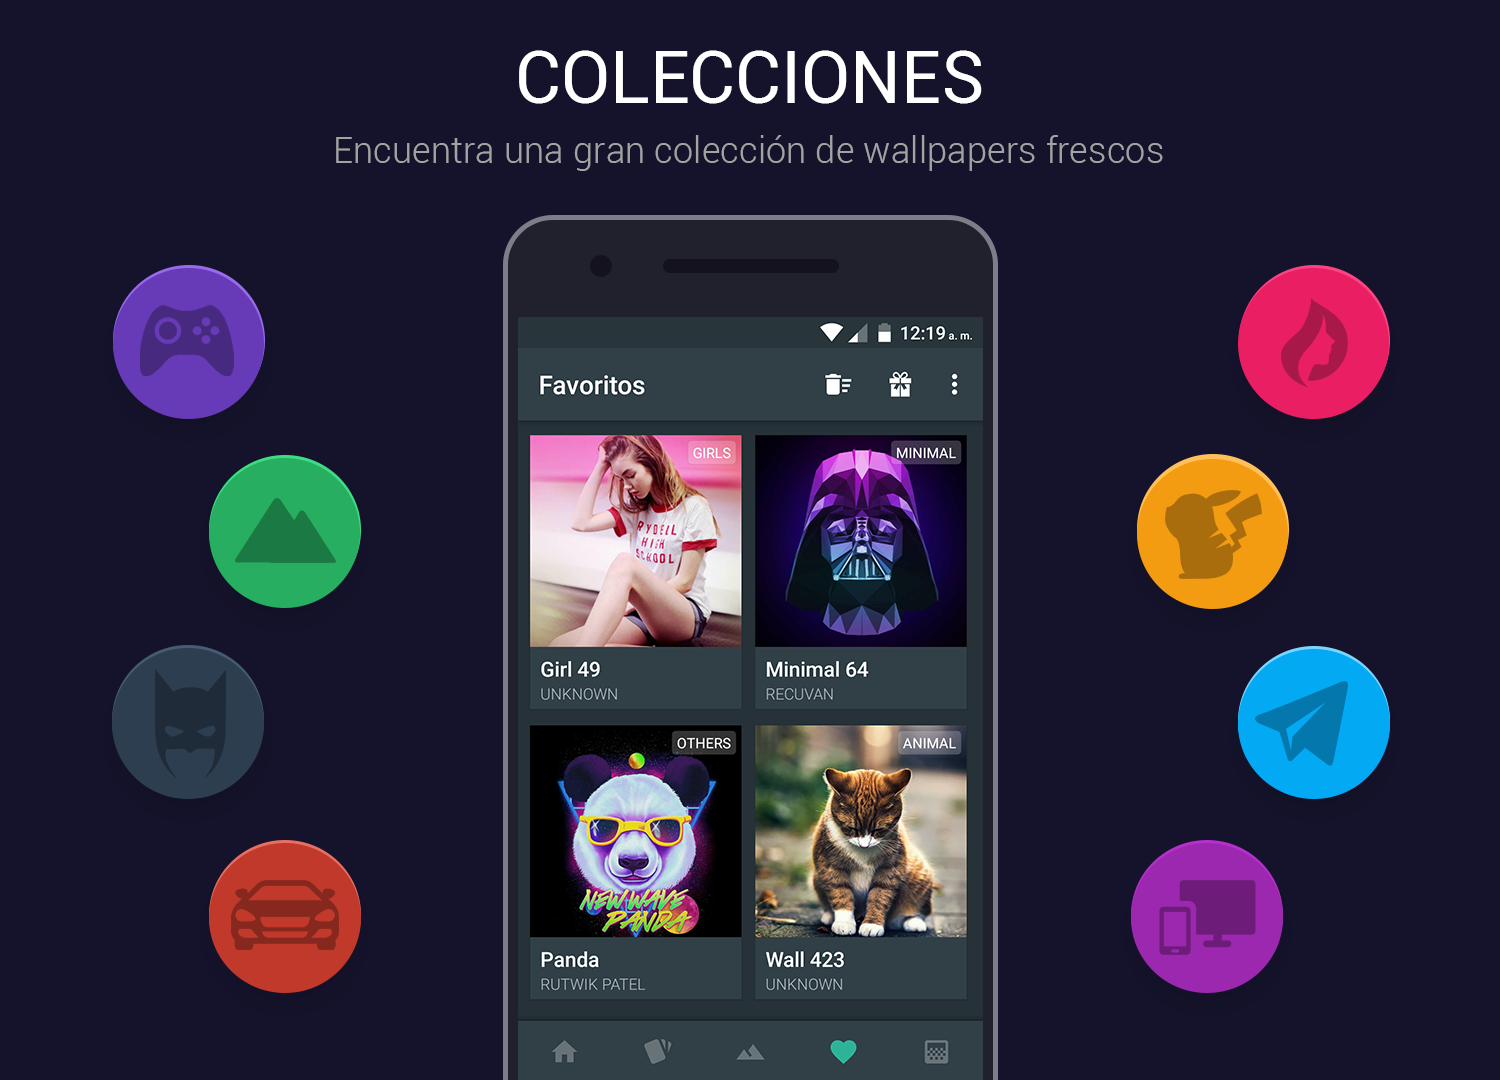 COLECCIONES
Encuentra una gran colección de wallpapers frescos
12:19 a. m.
Favoritos
GIRLS
RYDELL
HIGH
SCHOOL
Girl 49
UNKNOWN
MINIMAL
Minimal 64
RECUVAN
OTHERS
NEW WAVE
PANDA
Panda
RUTWIK PATEL
ANIMAL
Wall 423
UNKNOWN